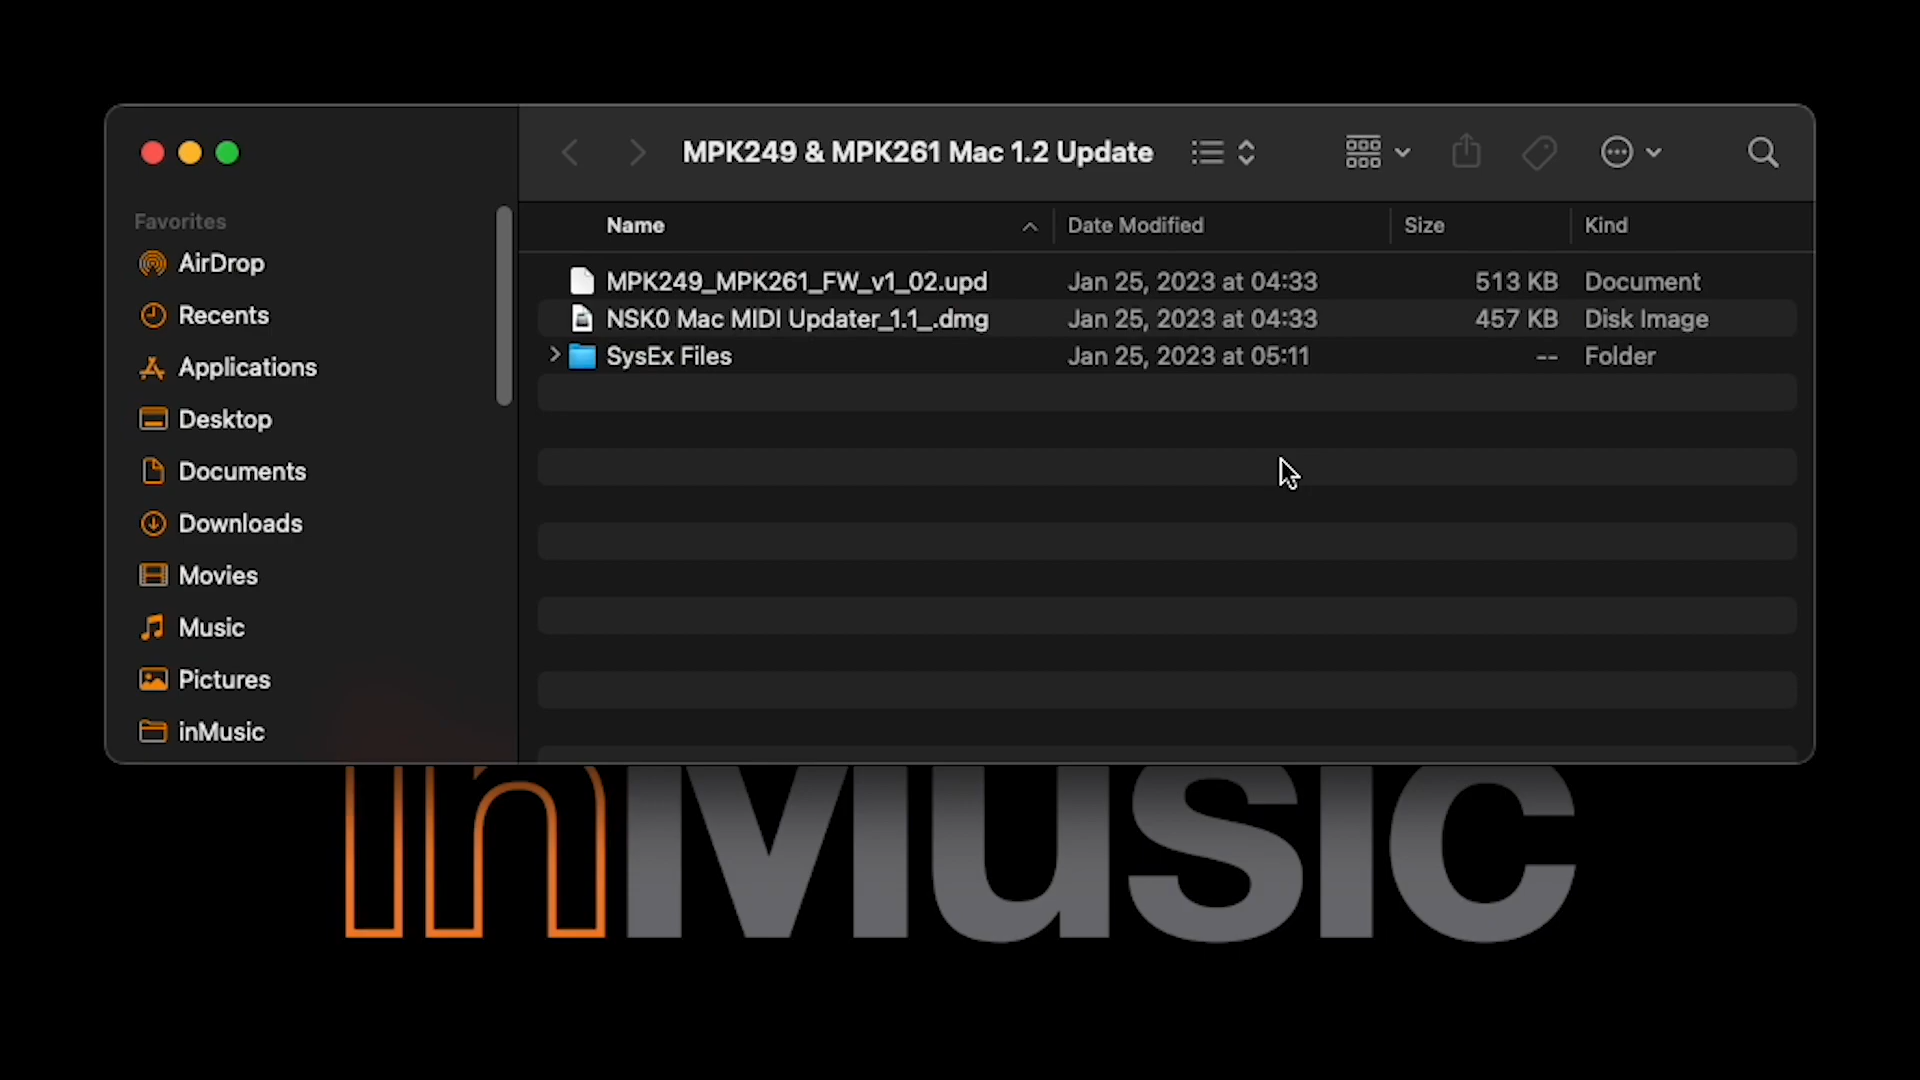 MPK249 & MPK261 Mac 1.2 Update
Favorites
AirDrop
Recents
Applications
Desktop
Documents
Downloads
Movies
Music
Pictures
inMusic
Name Date Modified Size Kind
MPK249_MPK261_FW_v1_02.upd Jan 25, 2023 at 04:33 513 KB Document
NSK0 Mac MIDI Updater_1.1_.dmg Jan 25, 2023 at 04:33 457 KB Disk Image
SysEx Files Jan 25, 2023 at 05:11 -- Folder
inMusic